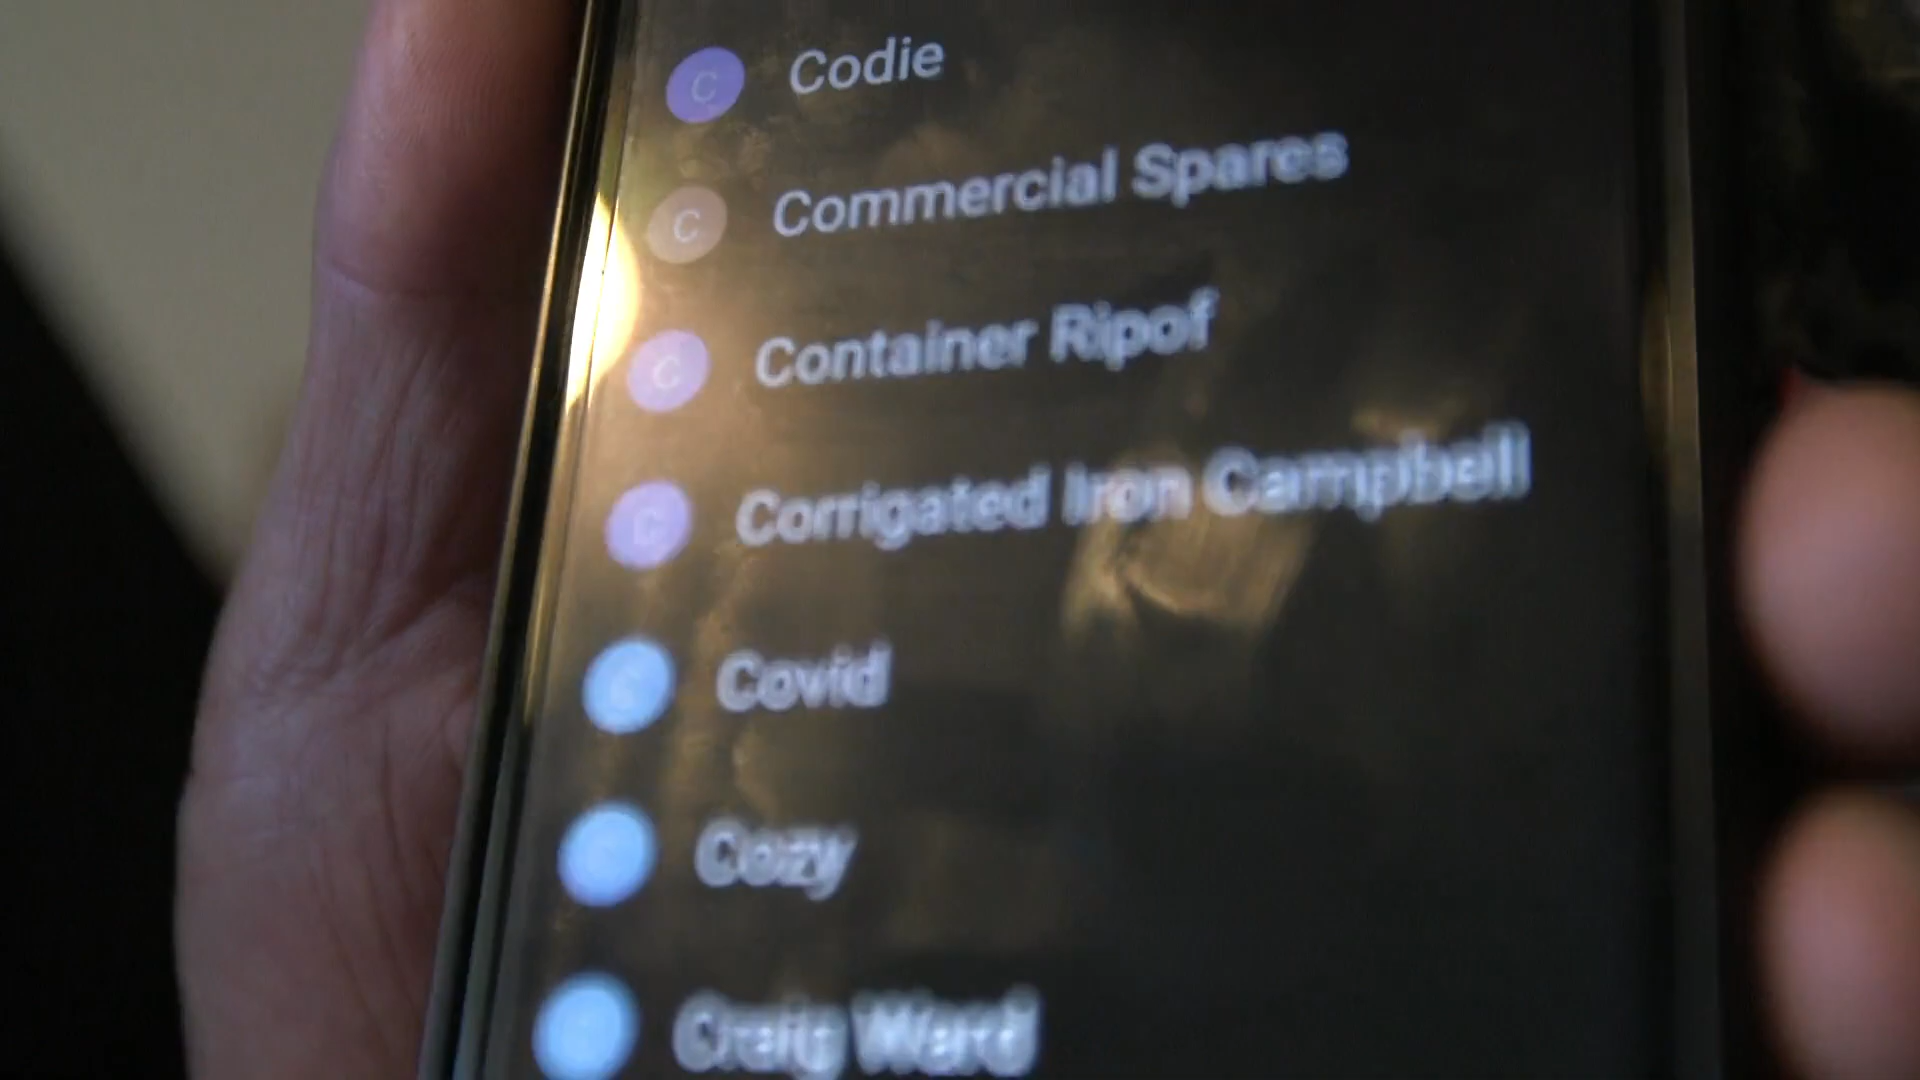 C Codie
C Commercial Spares
C Container Ripof
C Corrigated Iron Campbell
C Covid
Cozy
Craig Ward